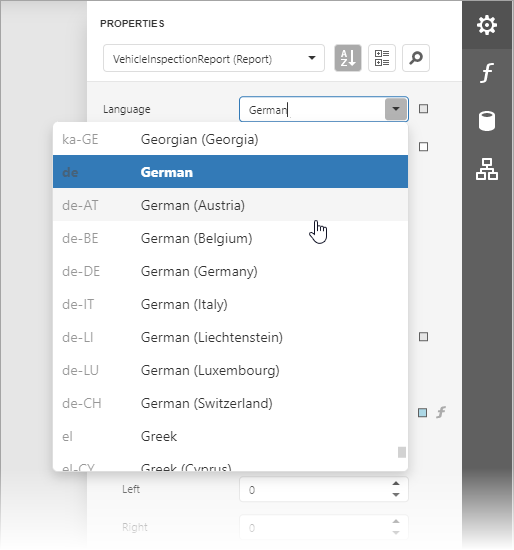 PROPERTIES
VehicleInspectionReport (Report)
A
Z
Language
German
f
ka-GE Georgian (Georgia)
de German
de-AT German (Austria)
de-BE German (Belgium)
de-DE German (Germany)
de-IT German (Italy)
de-LI German (Liechtenstein)
de-LU German (Luxembourg)
de-CH German (Switzerland)
f
el Greek
el-CY Greek (Cyprus)
Left 0
Right 0